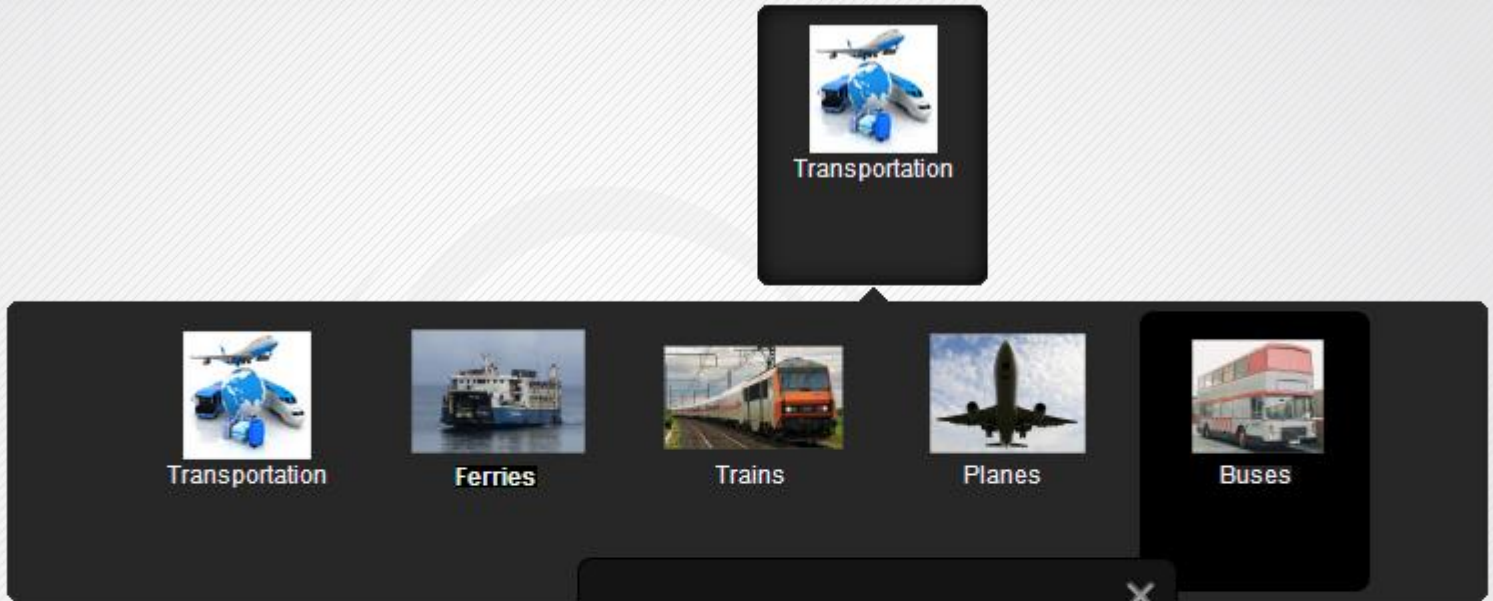 Transportation
Transportation
Ferries
Trains
Planes
Buses